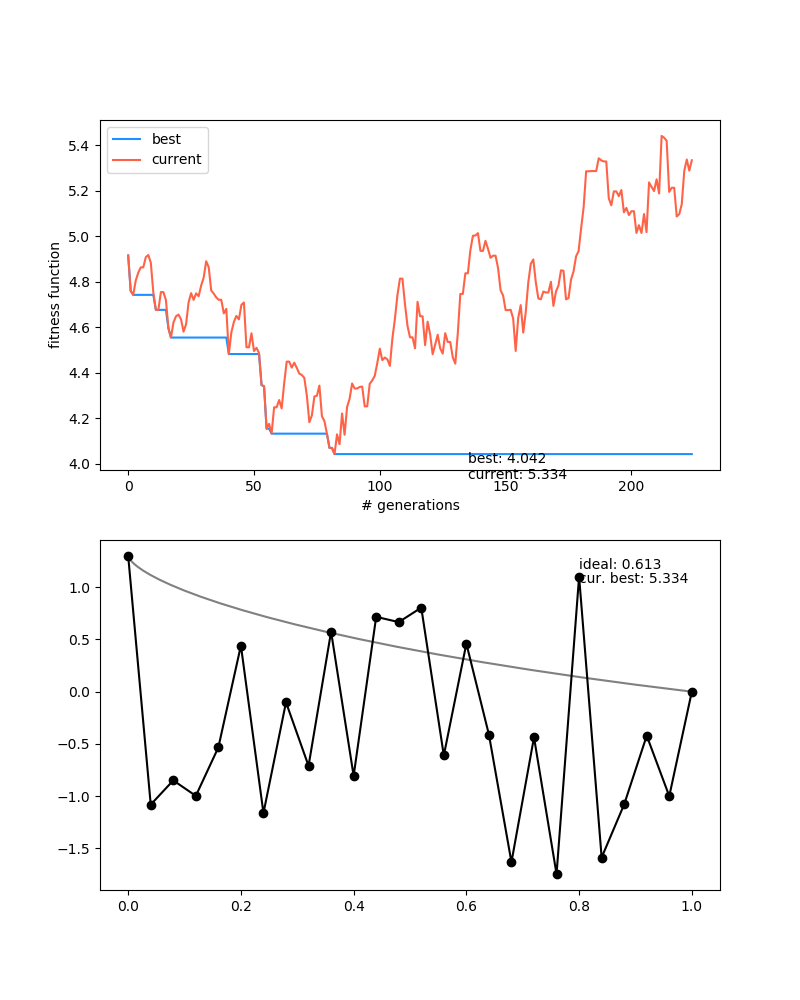 best
current
5.4
5.2
5.0
4.8
4.6
4.4
4.2
4.0
fitness function
best: 4.042
current: 5.334
0 50 100 150 200
# generations
ideal: 0.613
cur. best: 5.334
1.0
0.5
0.0
−0.5
−1.0
−1.5
0.0 0.2 0.4 0.6 0.8 1.0